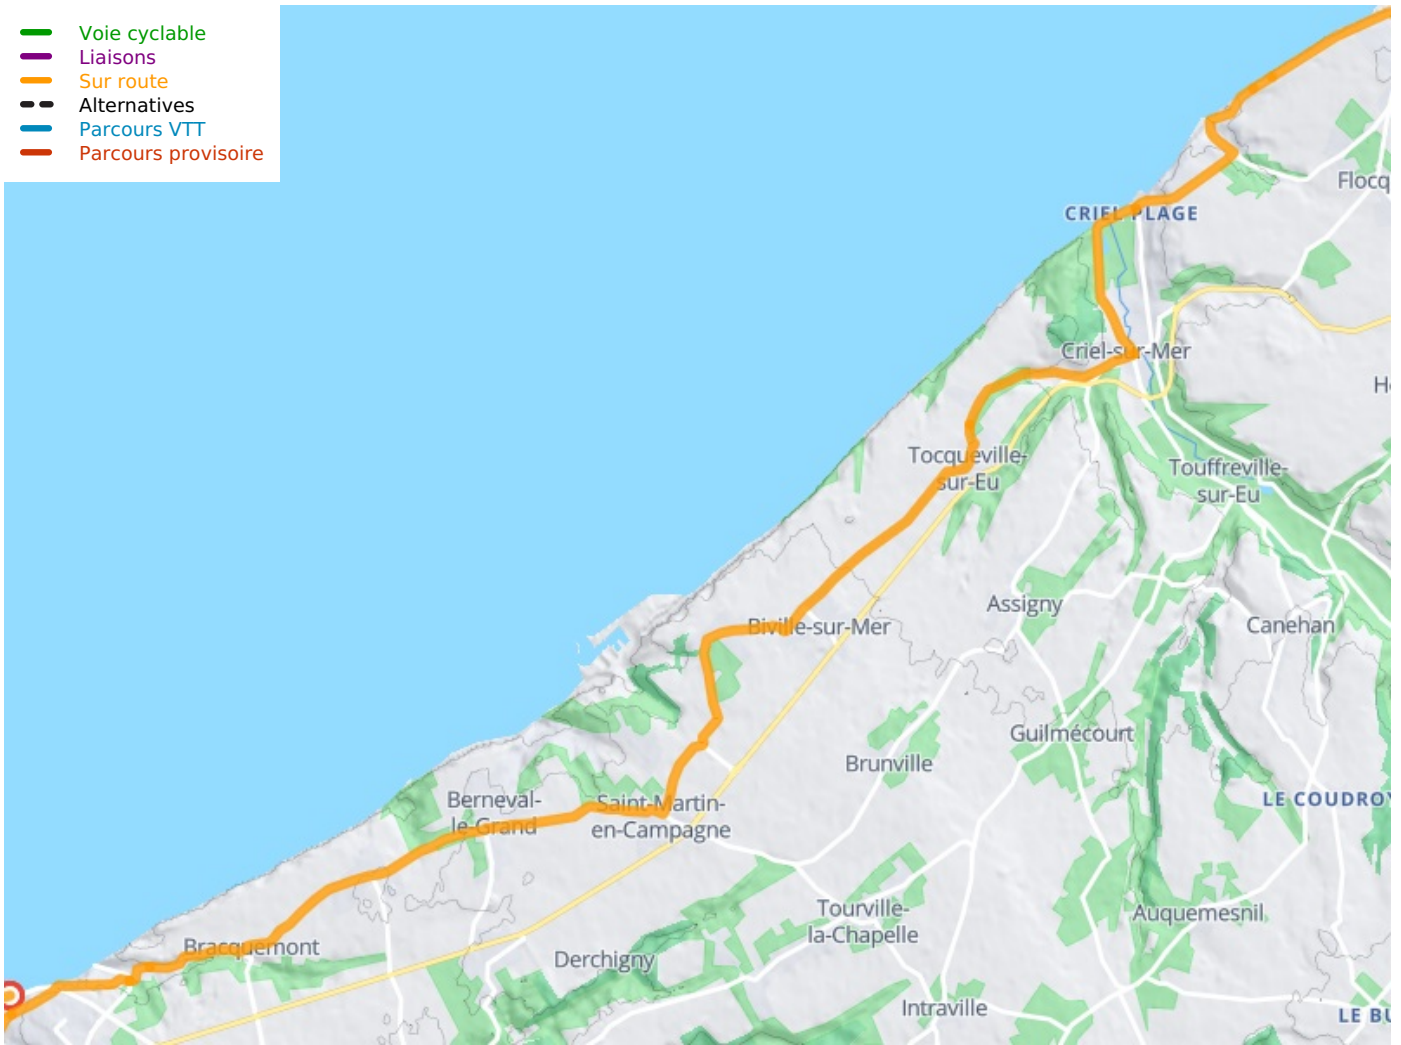 Voie cyclable
Liaisons
Sur route
Alternatives
Parcours VTT
Parcours provisoire
Flocq
CRIEL PLAGE
Criel-sur-Mer
Tocqueville-
sur-Eu
Touffreville-
sur-Eu
Assigny
Biville-sur-Mer
Canehan
Guilmécourt
Brunville
Berneval-
le-Grand
Saint-Martin-
en-Campagne
LE COUDROY
Tourville-
la-Chapelle
Auquemesnil
Bracquemont
Derchigny
Intraville
LE BU